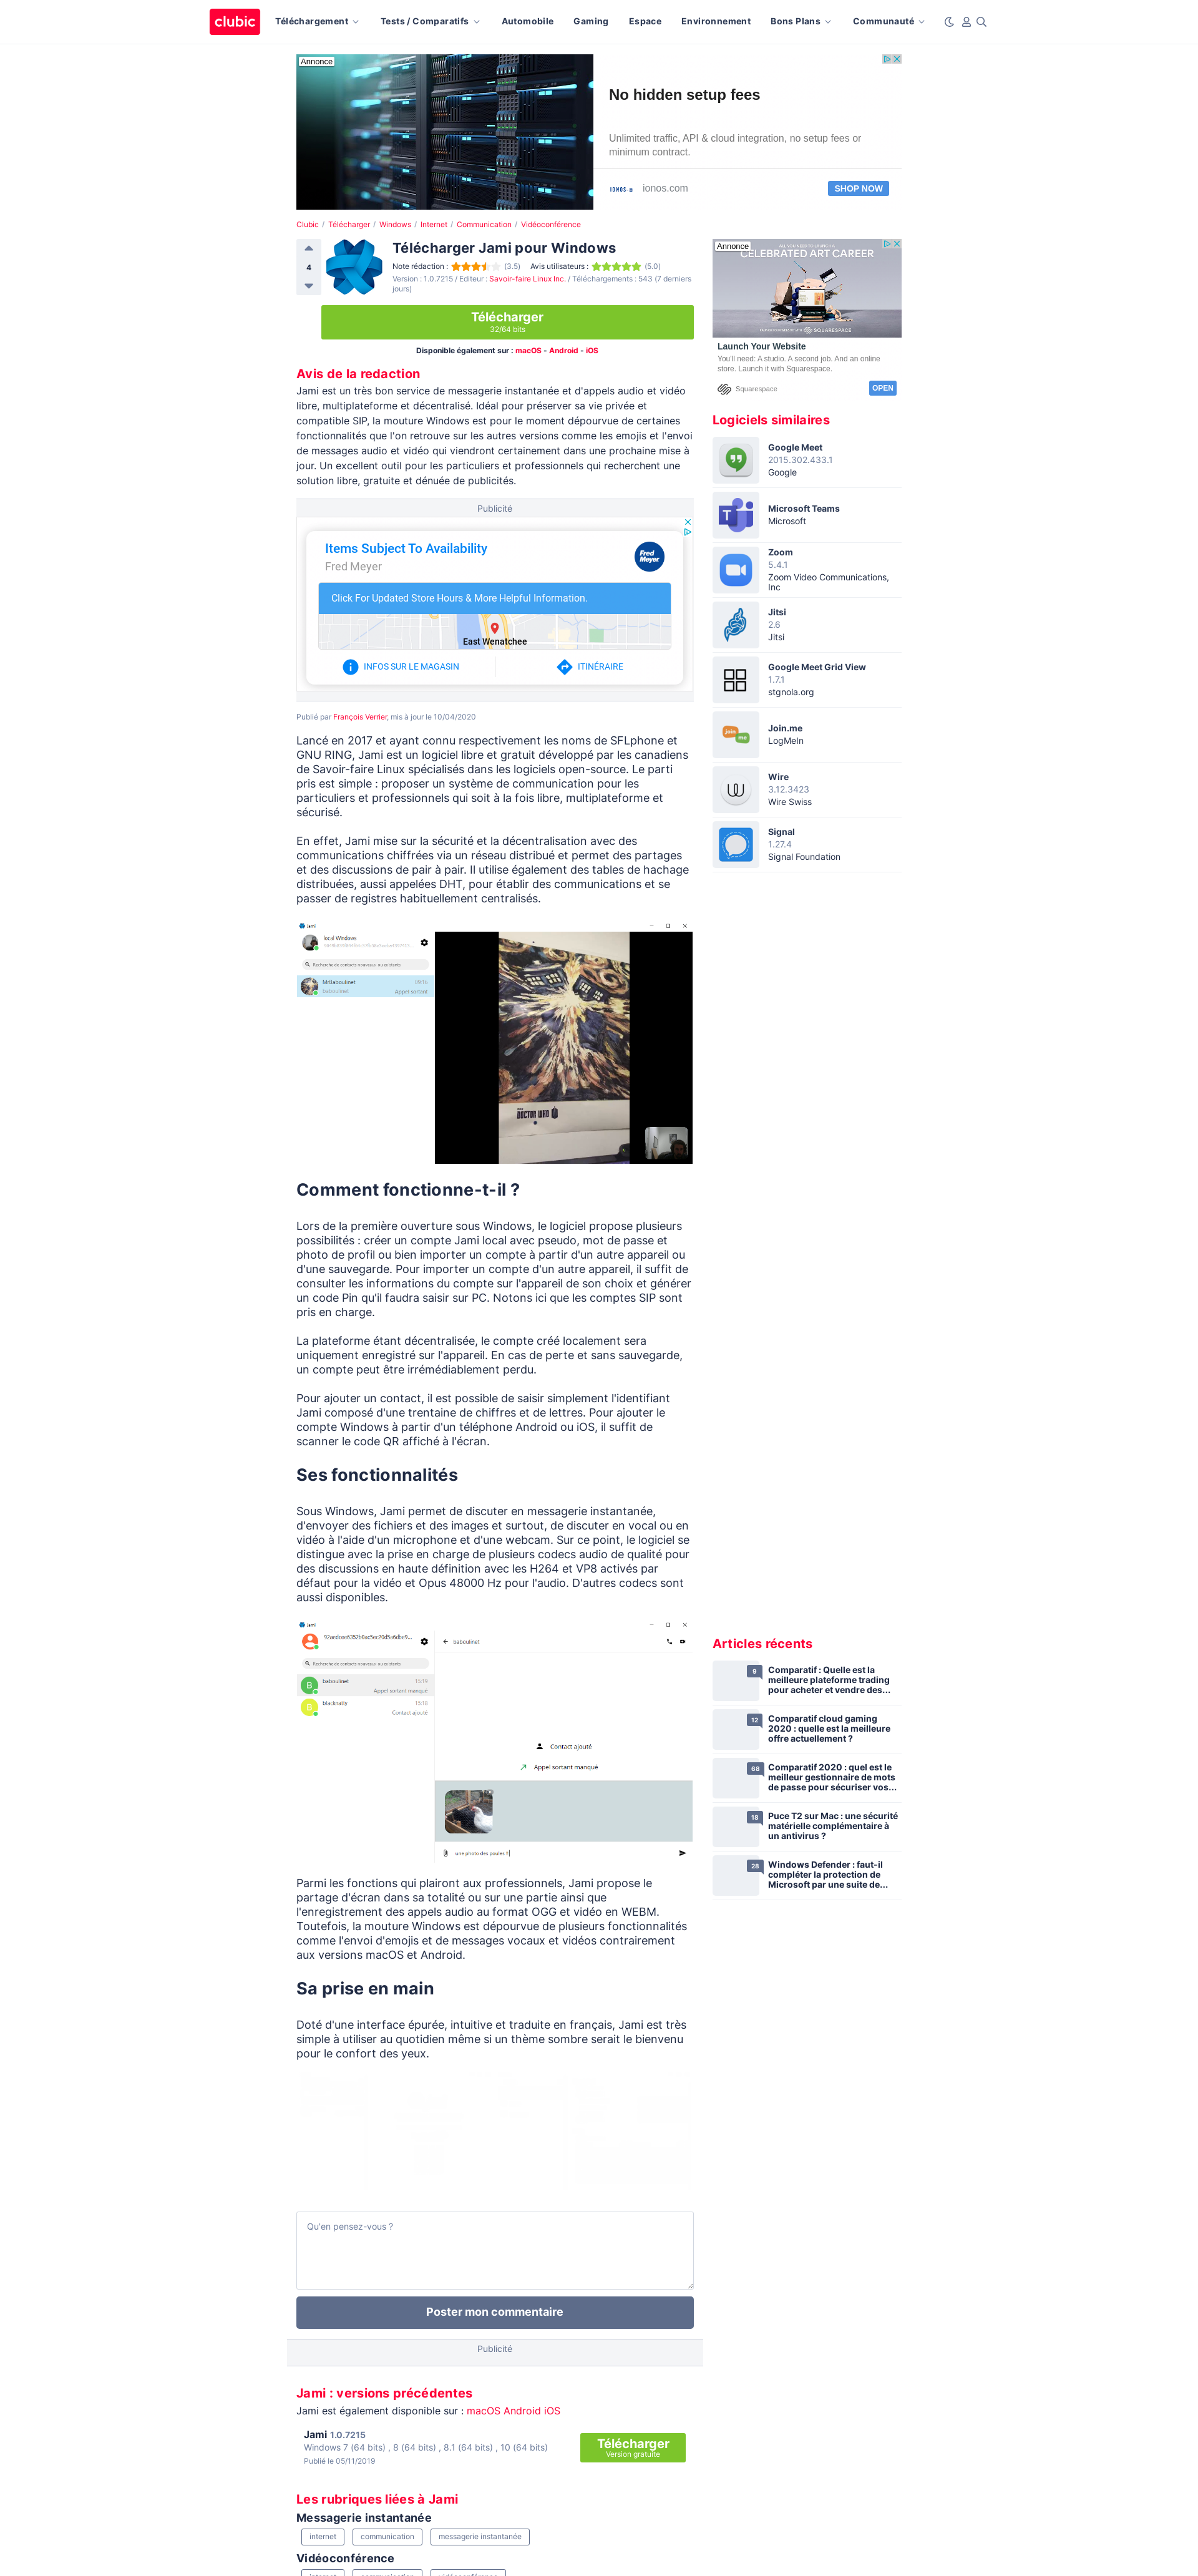 clubic
Téléchargement
Tests / Comparatifs
Automobile
Gaming
Espace
Environnement
Bons Plans
Communauté
Annonce
No hidden setup fees
Unlimited traffic, API & cloud integration, no setup fees or
minimum contract.
IONOS
ionos.com
SHOP NOW
Clubic / Télécharger / Windows / Internet / Communication / Vidéoconférence
4
Télécharger Jami pour Windows
Note rédaction : (3.5) Avis utilisateurs : (5.0)
Version : 1.0.7215 / Editeur : Savoir-faire Linux Inc. / Téléchargements : 543 (7 derniers
jours)
Télécharger
32/64 bits
Disponible également sur : macOS - Android - iOS
Avis de la redaction
Jami est un très bon service de messagerie instantanée et d'appels audio et vidéo
libre, multiplateforme et décentralisé. Idéal pour préserver sa vie privée et
compatible SIP, la mouture Windows est pour le moment dépourvue de certaines
fonctionnalités que l'on retrouve sur les autres versions comme les emojis et l'envoi
de messages audio et vidéo qui viendront certainement dans une prochaine mise à
jour. Un excellent outil pour les particuliers et professionnels qui recherchent une
solution libre, gratuite et dénuée de publicités.
Publicité
Items Subject To Availability
Fred Meyer
Fred Meyer
Click For Updated Store Hours & More Helpful Information.
East Wenatchee
INFOS SUR LE MAGASIN
ITINÉRAIRE
Publié par François Verrier, mis à jour le 10/04/2020
Lancé en 2017 et ayant connu respectivement les noms de SFLphone et
GNU RING, Jami est un logiciel libre et gratuit développé par les canadiens
de Savoir-faire Linux spécialisés dans les logiciels open-source. Le parti
pris est simple : proposer un système de communication pour les
particuliers et professionnels qui soit à la fois libre, multiplateforme et
sécurisé.
En effet, Jami mise sur la sécurité et la décentralisation avec des
communications chiffrées via un réseau distribué et permet des partages
et des discussions de pair à pair. Il utilise également des tables de hachage
distribuées, aussi appelées DHT, pour établir des communications et se
passer de registres habituellement centralisés.
Jami
local Windows
Recherche de contacts nouveaux ou existants
Mrtlaboulinet
09:16
baboulinet
Appel sortant
DOCTOR WHO
Comment fonctionne-t-il ?
Lors de la première ouverture sous Windows, le logiciel propose plusieurs
possibilités : créer un compte Jami local avec pseudo, mot de passe et
photo de profil ou bien importer un compte à partir d'un autre appareil ou
d'une sauvegarde. Pour importer un compte d'un autre appareil, il suffit de
consulter les informations du compte sur l'appareil de son choix et générer
un code Pin qu'il faudra saisir sur PC. Notons ici que les comptes SIP sont
pris en charge.
La plateforme étant décentralisée, le compte créé localement sera
uniquement enregistré sur l'appareil. En cas de perte et sans sauvegarde,
un compte peut être irrémédiablement perdu.
Pour ajouter un contact, il est possible de saisir simplement l'identifiant
Jami composé d'une trentaine de chiffres et de lettres. Pour ajouter le
compte Windows à partir d'un téléphone Android ou iOS, il suffit de
scanner le code QR affiché à l'écran.
Ses fonctionnalités
Sous Windows, Jami permet de discuter en messagerie instantanée,
d'envoyer des fichiers et des images et surtout, de discuter en vocal ou en
vidéo à l'aide d'un microphone et d'une webcam. Sur ce point, le logiciel se
distingue avec la prise en charge de plusieurs codecs audio de qualité pour
des discussions en haute définition avec les H264 et VP8 activés par
défaut pour la vidéo et Opus 48000 Hz pour l'audio. D'autres codecs sont
aussi disponibles.
Jami
Recherche de contacts nouveaux ou existants
B
baboulinet
15:19
Appel sortant manqué
B
15:18
Contact ajouté
baboulinet
Contact ajouté
Appel sortant manqué
une photo des poules !
Parmi les fonctions qui plairont aux professionnels, Jami propose le
partage d'écran dans sa totalité ou sur une partie ainsi que
l'enregistrement des appels audio au format OGG et vidéo en WEBM.
Toutefois, la mouture Windows est dépourvue de plusieurs fonctionnalités
comme l'envoi d'emojis et de messages vocaux et vidéos contrairement
aux versions macOS et Android.
Sa prise en main
Doté d'une interface épurée, intuitive et traduite en français, Jami est très
simple à utiliser au quotidien même si un thème sombre serait le bienvenu
pour le confort des yeux.
Qu'en pensez-vous ?
Poster mon commentaire
Publicité
Jami : versions précédentes
Jami est également disponible sur : macOS Android iOS
Jami 1.0.7215
Windows 7 (64 bits) , 8 (64 bits) , 8.1 (64 bits) , 10 (64 bits)
Publié le 05/11/2019
Télécharger
Version gratuite
Les rubriques liées à Jami
Messagerie instantanée
internet
communication
messagerie instantanée
Vidéoconférence
Annonce
CELEBRATED ART CAREER
SQUARESPACE
Launch Your Website
You'll need: A studio. A second job. And an online
store. Launch it with Squarespace.
Squarespace
OPEN
Logiciels similaires
Google Meet
2015.302.433.1
Google
Microsoft Teams
Microsoft
Zoom
5.4.1
Zoom Video Communications,
Inc
Jitsi
2.6
Jitsi
Google Meet Grid View
1.7.1
stgnola.org
join me
Join.me
LogMeIn
Wire
3.12.3423
Wire Swiss
Signal
1.27.4
Signal Foundation
Articles récents
9
Comparatif : Quelle est la
meilleure plateforme trading
pour acheter et vendre des...
12
Comparatif cloud gaming
2020 : quelle est la meilleure
offre actuellement ?
68
Comparatif 2020 : quel est le
meilleur gestionnaire de mots
de passe pour sécuriser vos...
18
Puce T2 sur Mac : une sécurité
matérielle complémentaire à
un antivirus ?
28
Windows Defender : faut-il
compléter la protection de
Microsoft par une suite de...